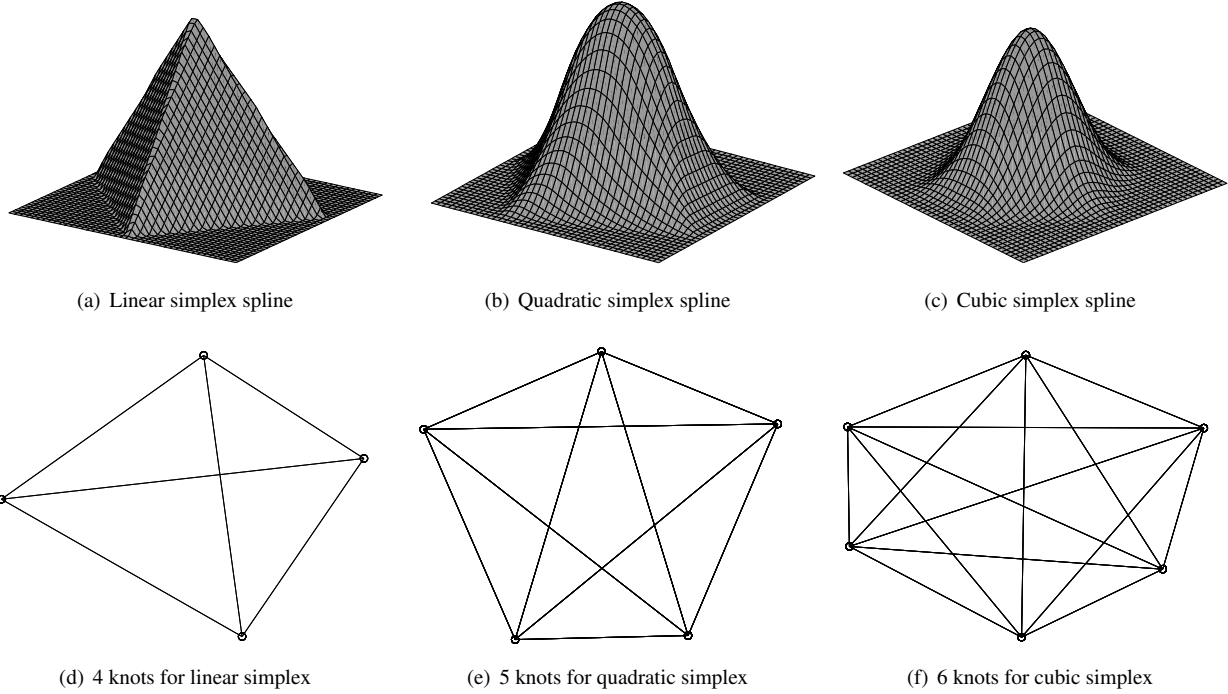 (a) Linear simplex spline
(b) Quadratic simplex spline
(c) Cubic simplex spline
(d) 4 knots for linear simplex
(e) 5 knots for quadratic simplex
(f) 6 knots for cubic simplex